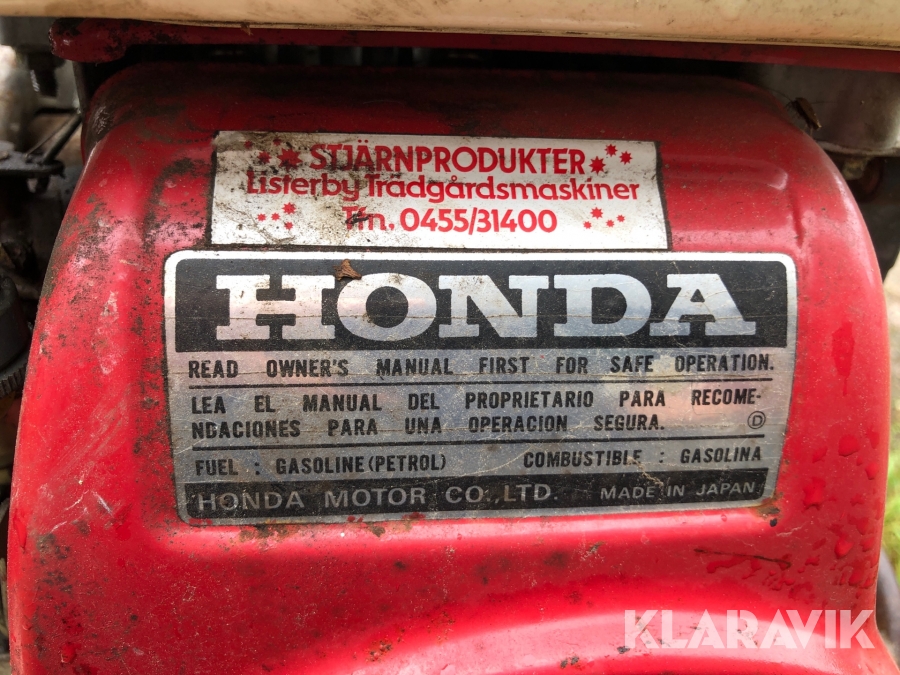 STJÄRNPRODUKTER
Listerby Trädgårdsmaskiner
Tfn. 0455/31400
HONDA
READ OWNER'S MANUAL FIRST FOR SAFE OPERATION.
LEA EL MANUAL DEL PROPRIETARIO PARA RECOME-
NDACIONES PARA UNA OPERACION SEGURA. D
FUEL : GASOLINE (PETROL) COMBUSTIBLE : GASOLINA
HONDA MOTOR CO.,LTD. MADE IN JAPAN
KLARAVIK